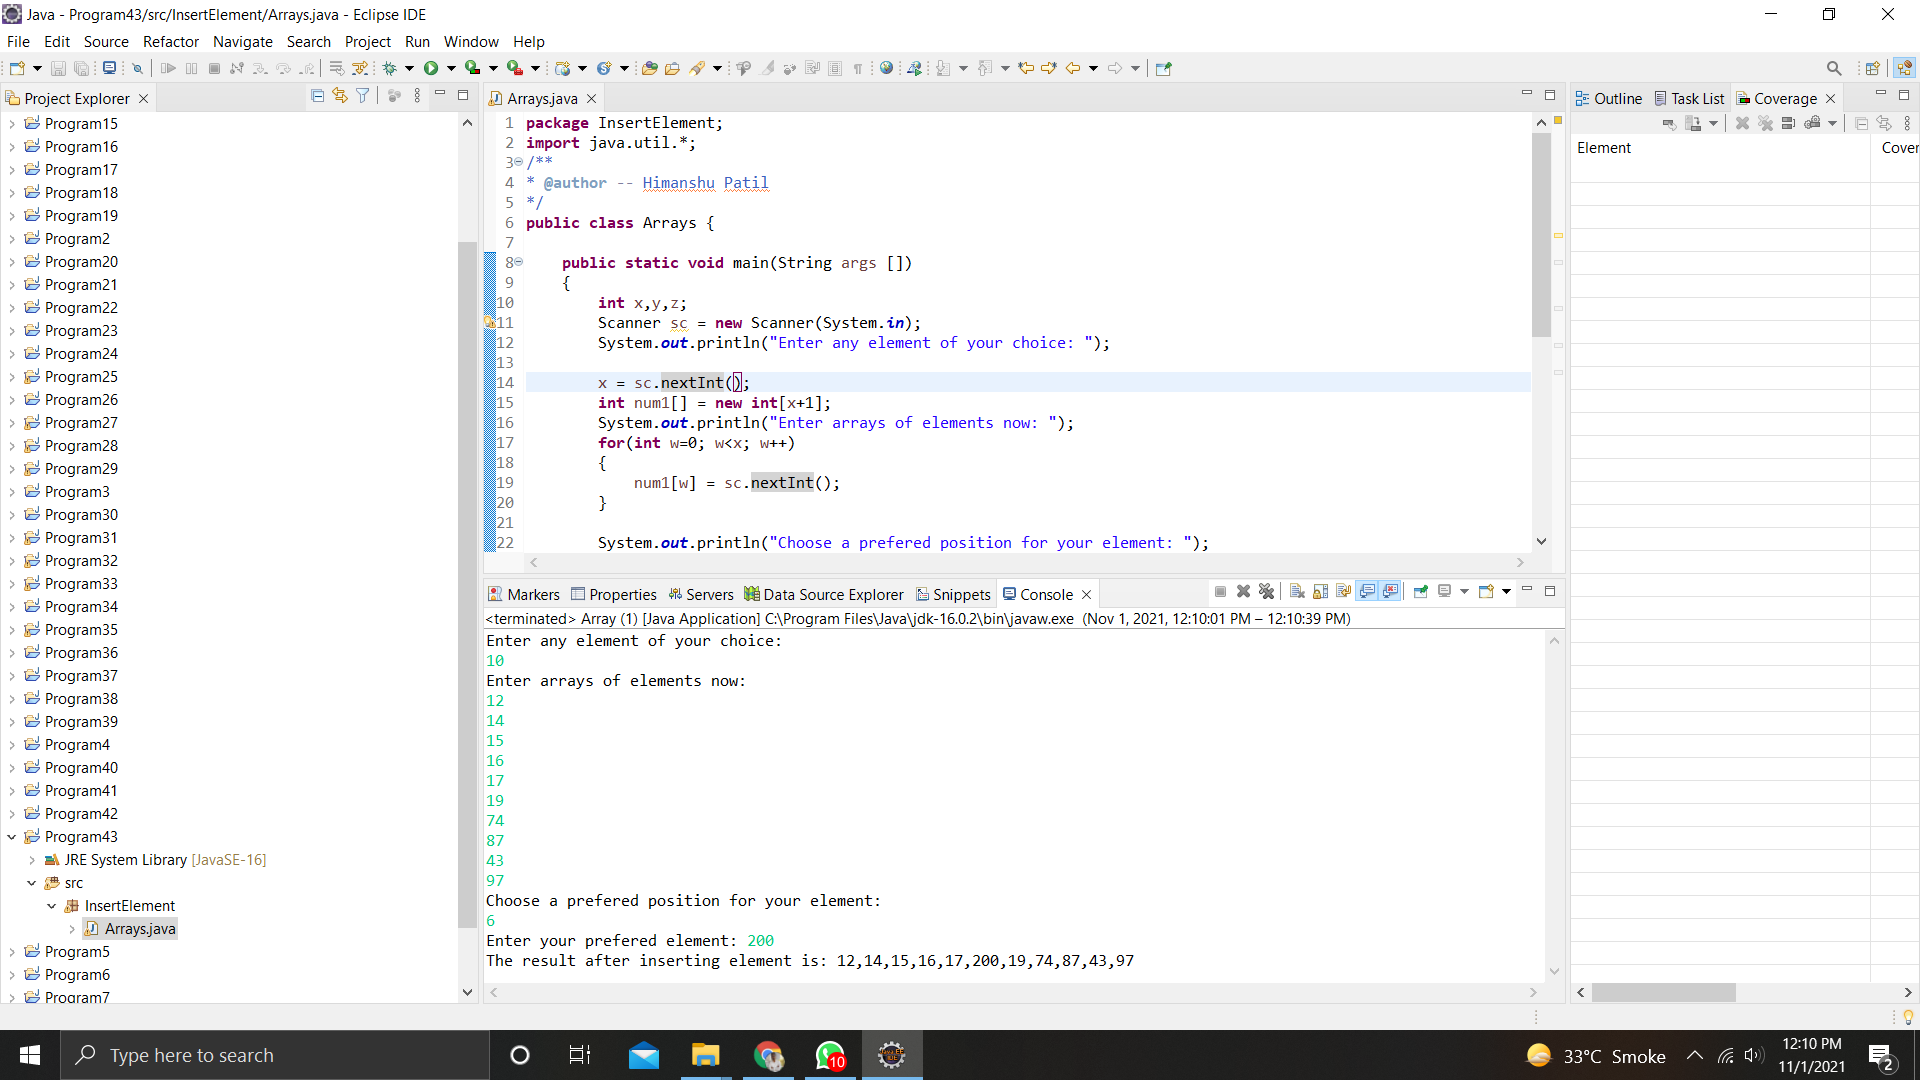 Java - Program43/src/InsertElement/Arrays.java - Eclipse IDE
File Edit Source Refactor Navigate Search Project Run Window Help
Project Explorer
Program15
Program16
Program17
Program18
Program19
Program2
Program20
Program21
Program22
Program23
Program24
Program25
Program26
Program27
Program28
Program29
Program3
Program30
Program31
Program32
Program33
Program34
Program35
Program36
Program37
Program38
Program39
Program4
Program40
Program41
Program42
Program43
JRE System Library [JavaSE-16]
src
InsertElement
Arrays.java
Program5
Program6
Program7
Arrays.java
1 package InsertElement;
2 import java.util.*;
3 /**
4 * @author -- Himanshu Patil
5 */
6 public class Arrays {
7
8 public static void main(String args [])
9 {
10 int x,y,z;
11 Scanner sc = new Scanner(System.in);
12 System.out.println("Enter any element of your choice: ");
13
14 x = sc.nextInt();
15 int num1[] = new int[x+1];
16 System.out.println("Enter arrays of elements now: ");
17 for(int w=0; w<x; w++)
18 {
19 num1[w] = sc.nextInt();
20 }
21
22 System.out.println("Choose a prefered position for your element: ");
Markers Properties Servers Data Source Explorer Snippets Console
<terminated> Array (1) [Java Application] C:\Program Files\Java\jdk-16.0.2\bin\javaw.exe (Nov 1, 2021, 12:10:01 PM – 12:10:39 PM)
Enter any element of your choice:
10
Enter arrays of elements now:
12
14
15
16
17
19
74
87
43
97
Choose a prefered position for your element:
6
Enter your prefered element: 200
The result after inserting element is: 12,14,15,16,17,200,19,74,87,43,97
Outline Task List Coverage
Element Cover
Type here to search
10
33°C Smoke
12:10 PM
11/1/2021
2